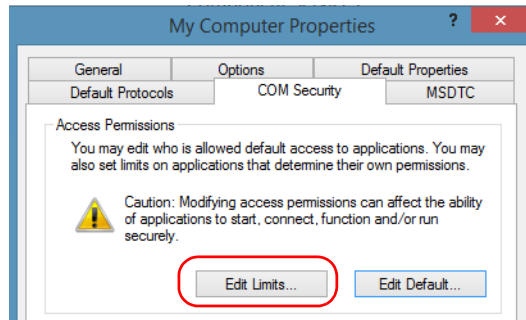 My Computer Properties
?
×
General
Options
Default Properties
Default Protocols
COM Security
MSDTC
Access Permissions
You may edit who is allowed default access to applications. You may
also set limits on applications that determine their own permissions.
Caution: Modifying access permissions can affect the ability
of applications to start, connect, function and/or run
securely.
Edit Limits...
Edit Default...